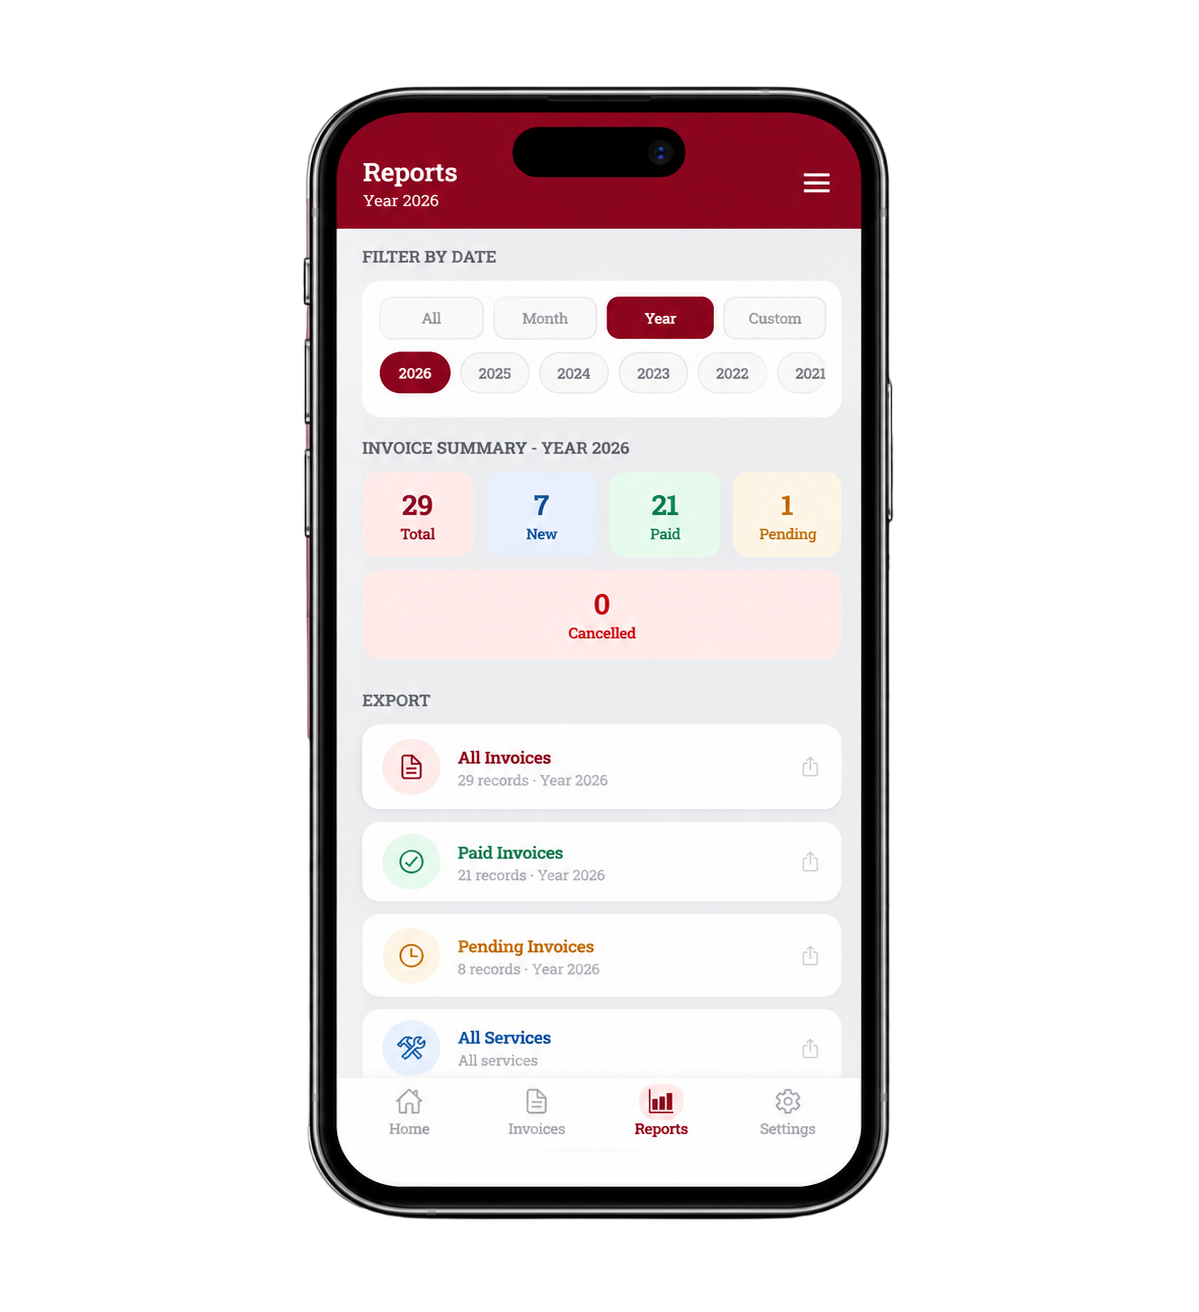 Reports
Year 2026
FILTER BY DATE
All Month Year Custom
2026 2025 2024 2023 2022 2021
INVOICE SUMMARY - YEAR 2026
29 7 21 1
Total New Paid Pending
0
Cancelled
EXPORT
All Invoices
29 records · Year 2026
Paid Invoices
21 records · Year 2026
Pending Invoices
8 records · Year 2026
All Services
All services
Home Invoices Reports Settings